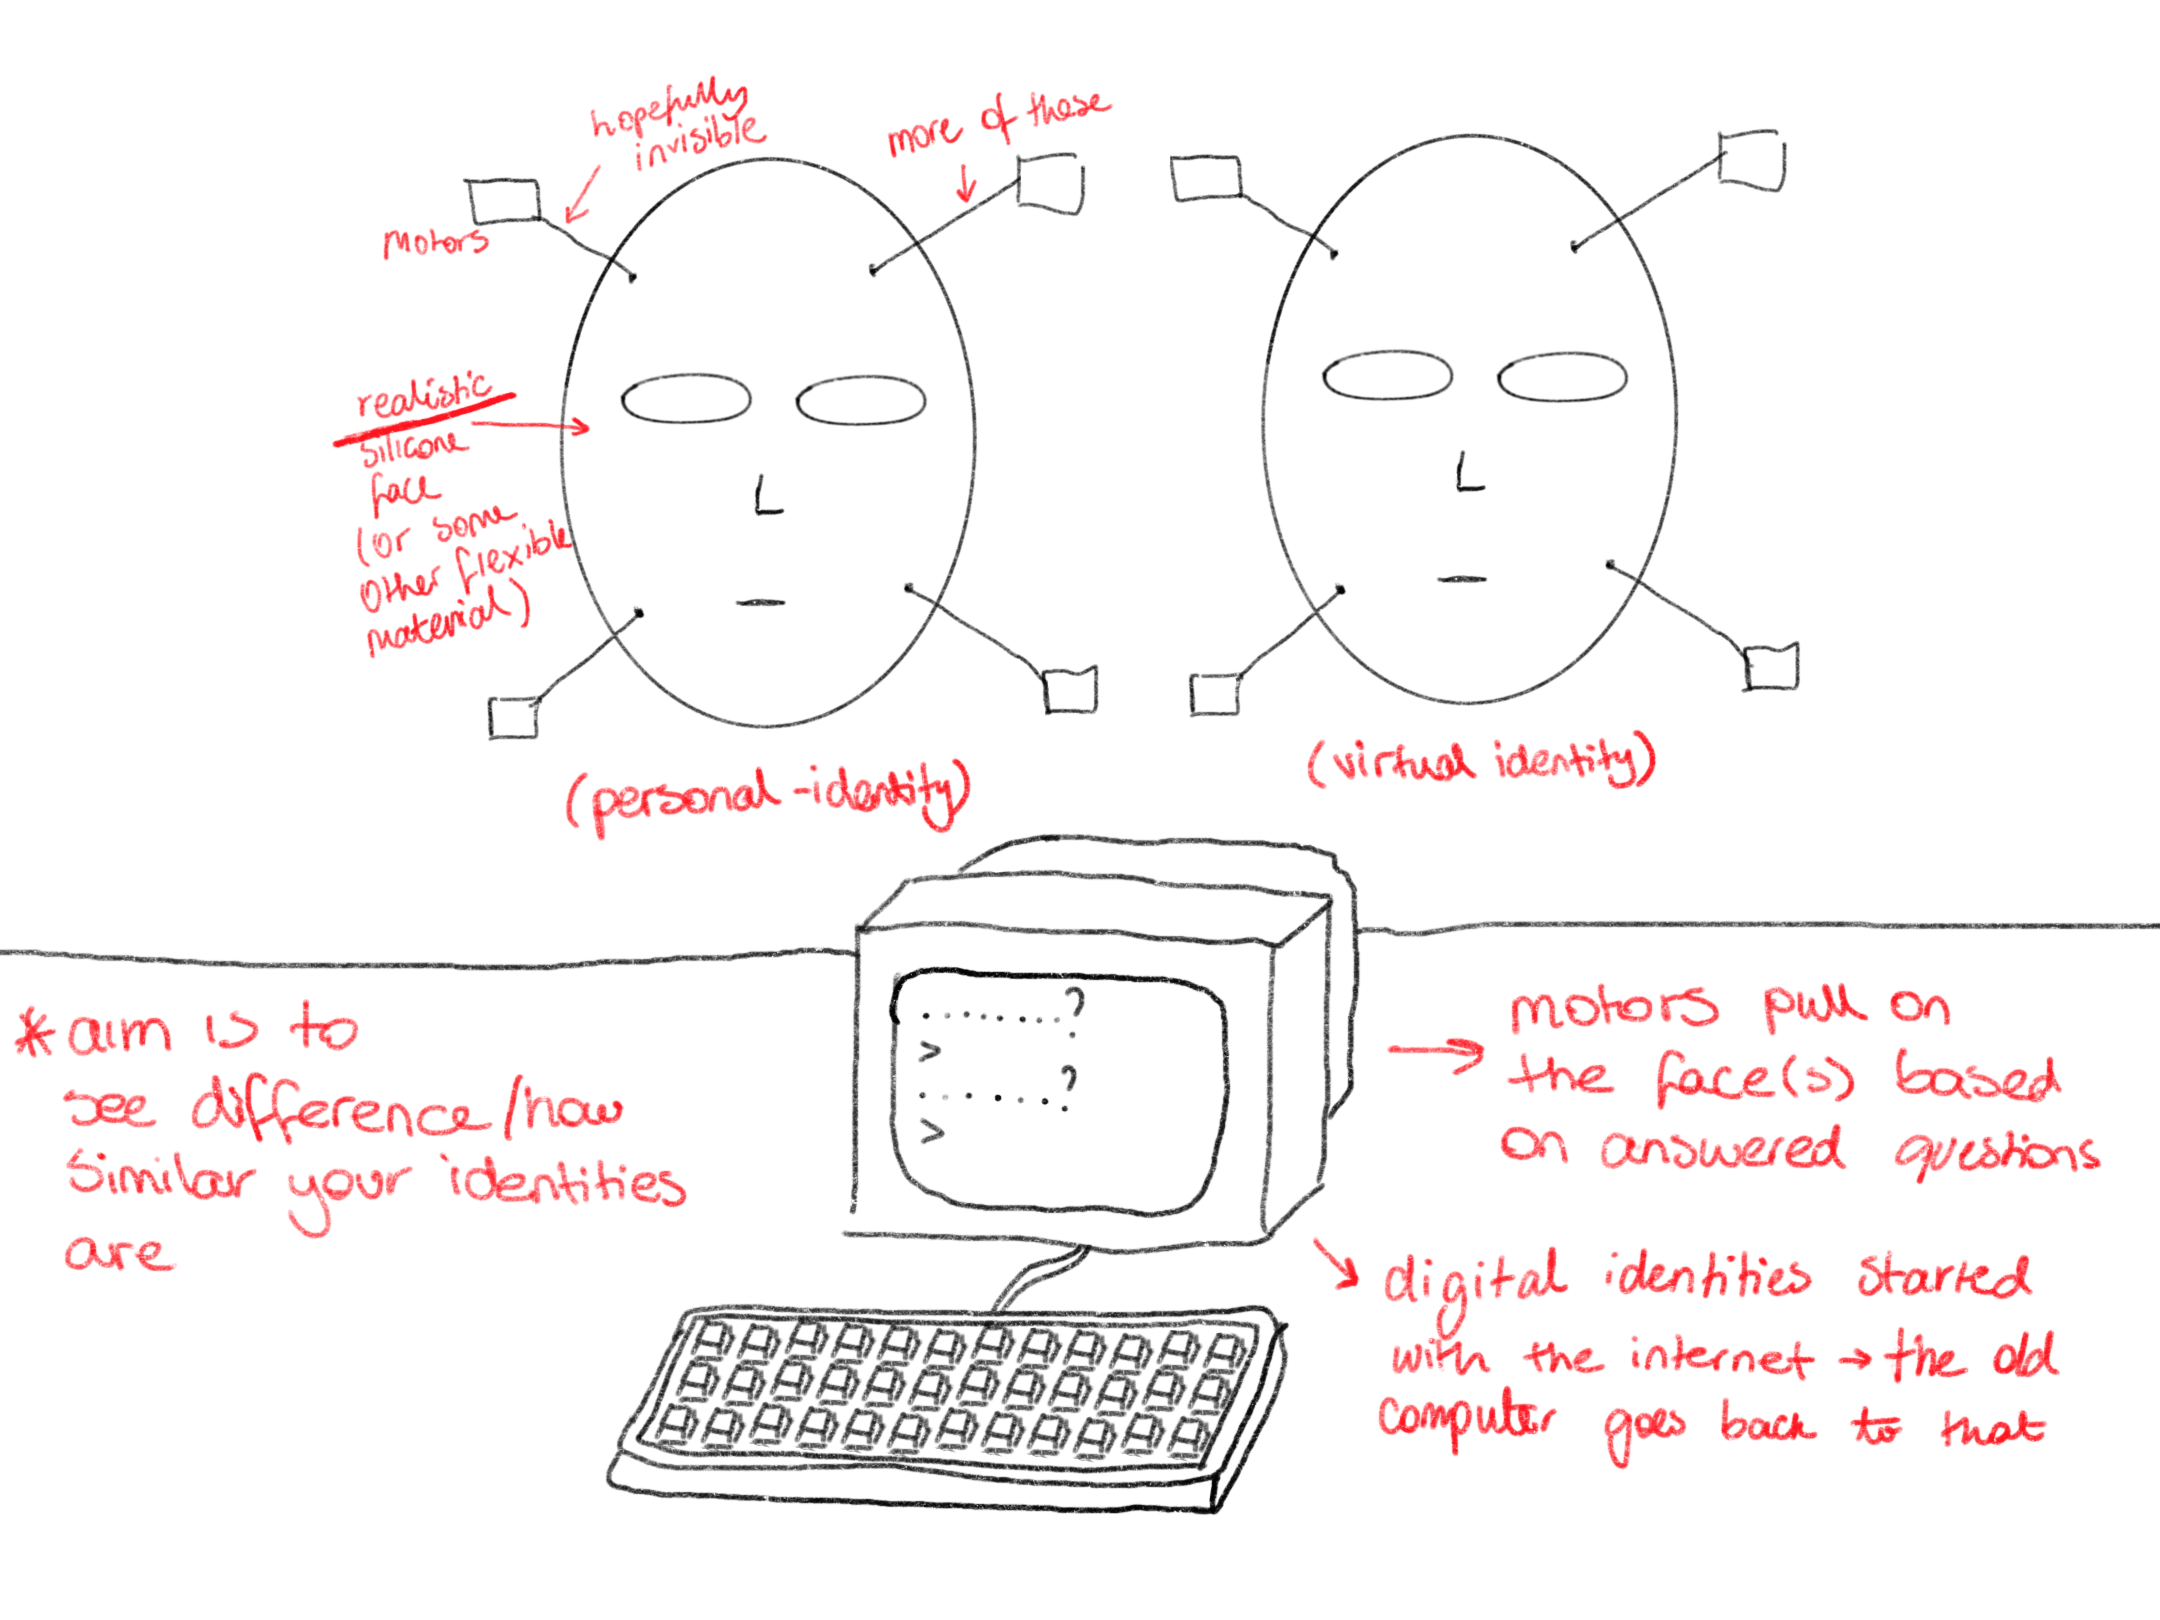 hopefully
invisible
more of these
Motors
realistic
silicone
face
(or some
other flexible
material)
(personal-identity)
(virtual identity)
* aim is to
see difference/how
similar your identities
are
........?
>
.......?
>
→ motors pull on
the face(s) based
on answered questions
digital identities started
with the internet → the old
computer goes back to that